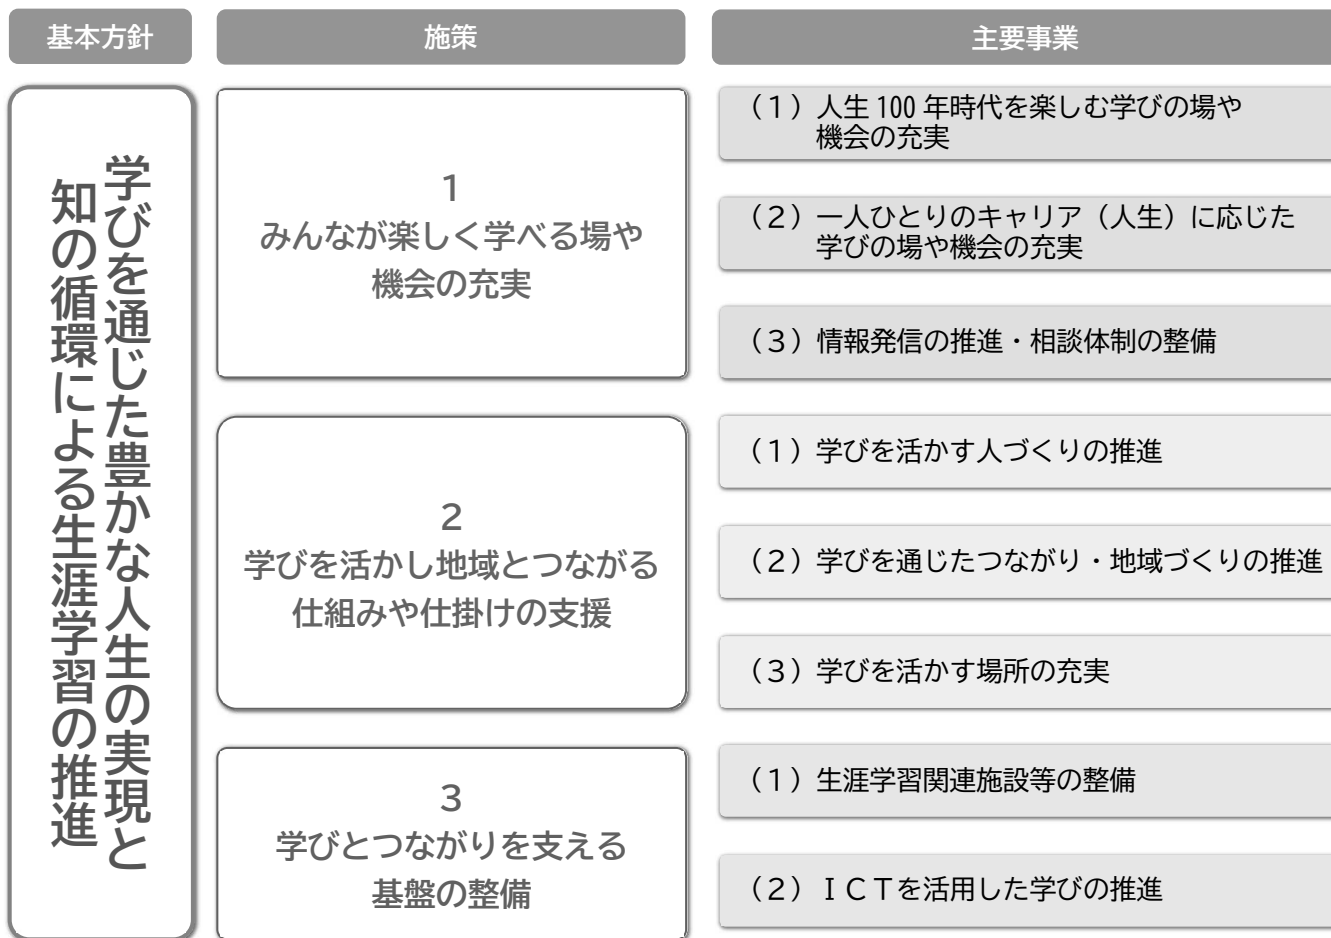 基本方針
施策
主要事業
学びを通じた豊かな人生の実現と
知の循環による生涯学習の推進
1
みんなが楽しく学べる場や
機会の充実
（１）人生 100 年時代を楽しむ学びの場や
機会の充実
（２）一人ひとりのキャリア（人生）に応じた
学びの場や機会の充実
（３）情報発信の推進・相談体制の整備
2
学びを活かし地域とつながる
仕組みや仕掛けの支援
（１）学びを活かす人づくりの推進
（２）学びを通じたつながり・地域づくりの推進
（３）学びを活かす場所の充実
3
学びとつながりを支える
基盤の整備
（１）生涯学習関連施設等の整備
（２）ＩＣＴを活用した学びの推進